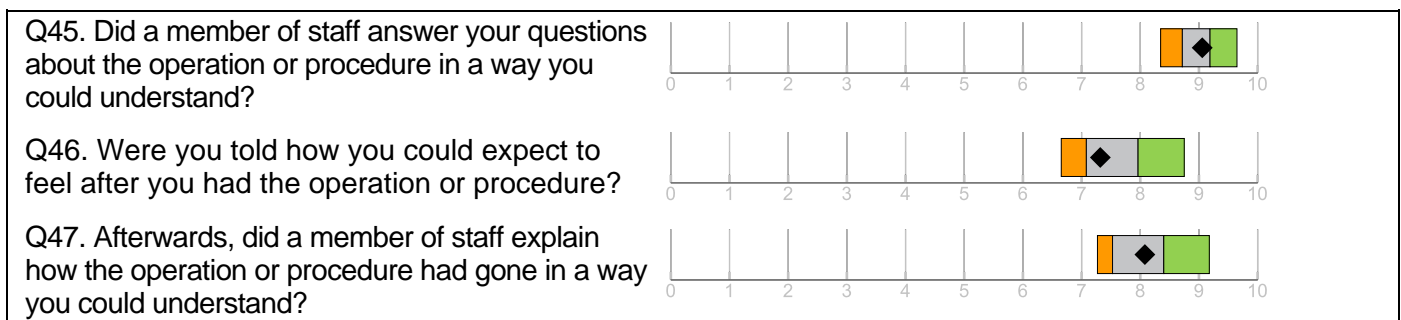 Q45. Did a member of staff answer your questions
about the operation or procedure in a way you
could understand?
0 1 2 3 4 5 6 7 8 9 10
Q46. Were you told how you could expect to
feel after you had the operation or procedure?
0 1 2 3 4 5 6 7 8 9 10
Q47. Afterwards, did a member of staff explain
how the operation or procedure had gone in a way
you could understand?
0 1 2 3 4 5 6 7 8 9 10